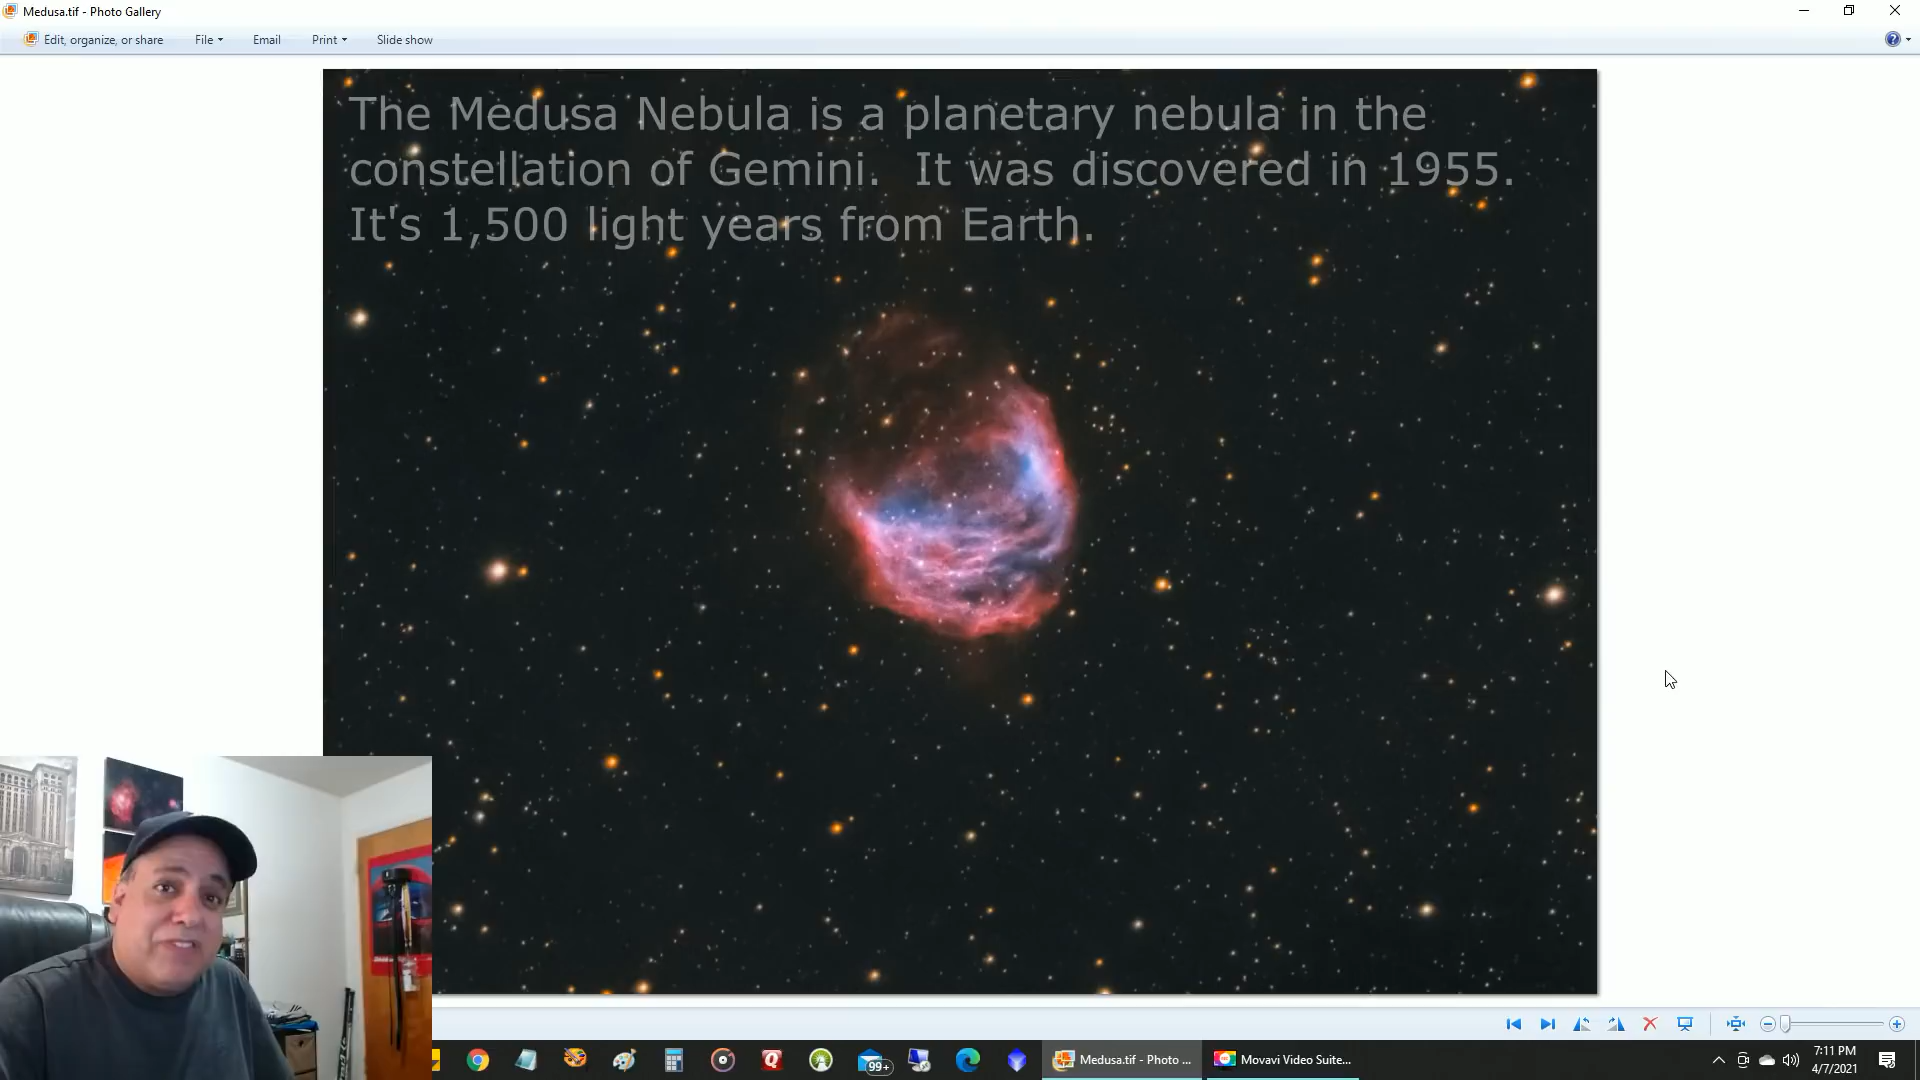 Medusa.tif - Photo Gallery
Edit, organize, or share File Email Print Slide show
The Medusa Nebula is a planetary nebula in the
constellation of Gemini.  It was discovered in 1955.
It's 1,500 light years from Earth.
99+ Medusa.tif - Photo ... Movavi Video Suite...
7:11 PM
4/7/2021